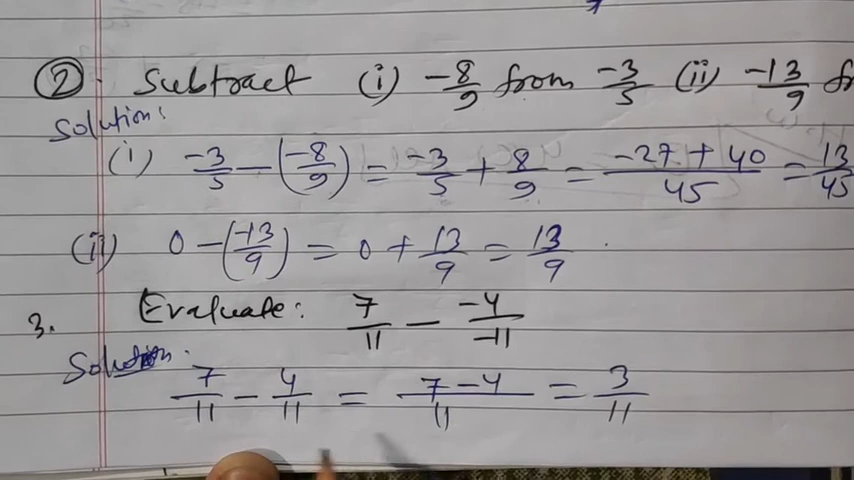 ② Subtract (i) -8/9 from -3/5 (ii) -13/9
Solution:
(i) -3/5 - (-8/9) = -3/5 + 8/9 = (-27 + 40)/45 = 13/45
(ii) 0 - (-13/9) = 0 + 13/9 = 13/9
3. Evaluate: 7/11 - -4/-11
Solution:
7/11 - 4/11 = (7-4)/11 = 3/11